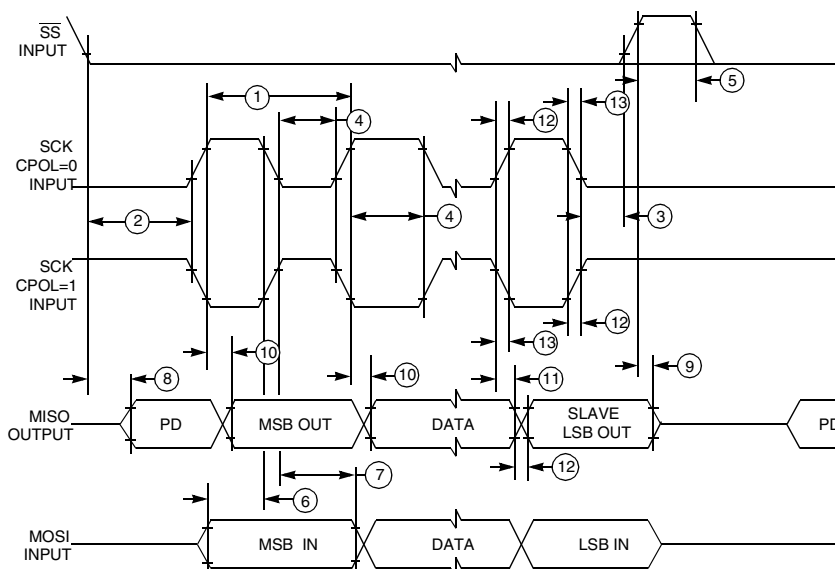 SS
INPUT
5
1
13
12
4
SCK
CPOL=0
INPUT
2
4
3
SCK
CPOL=1
INPUT
12
13
10
10
8
11
9
MISO
OUTPUT
PD
MSB OUT
DATA
SLAVE
LSB OUT
PD
12
7
6
MOSI
INPUT
MSB IN
DATA
LSB IN